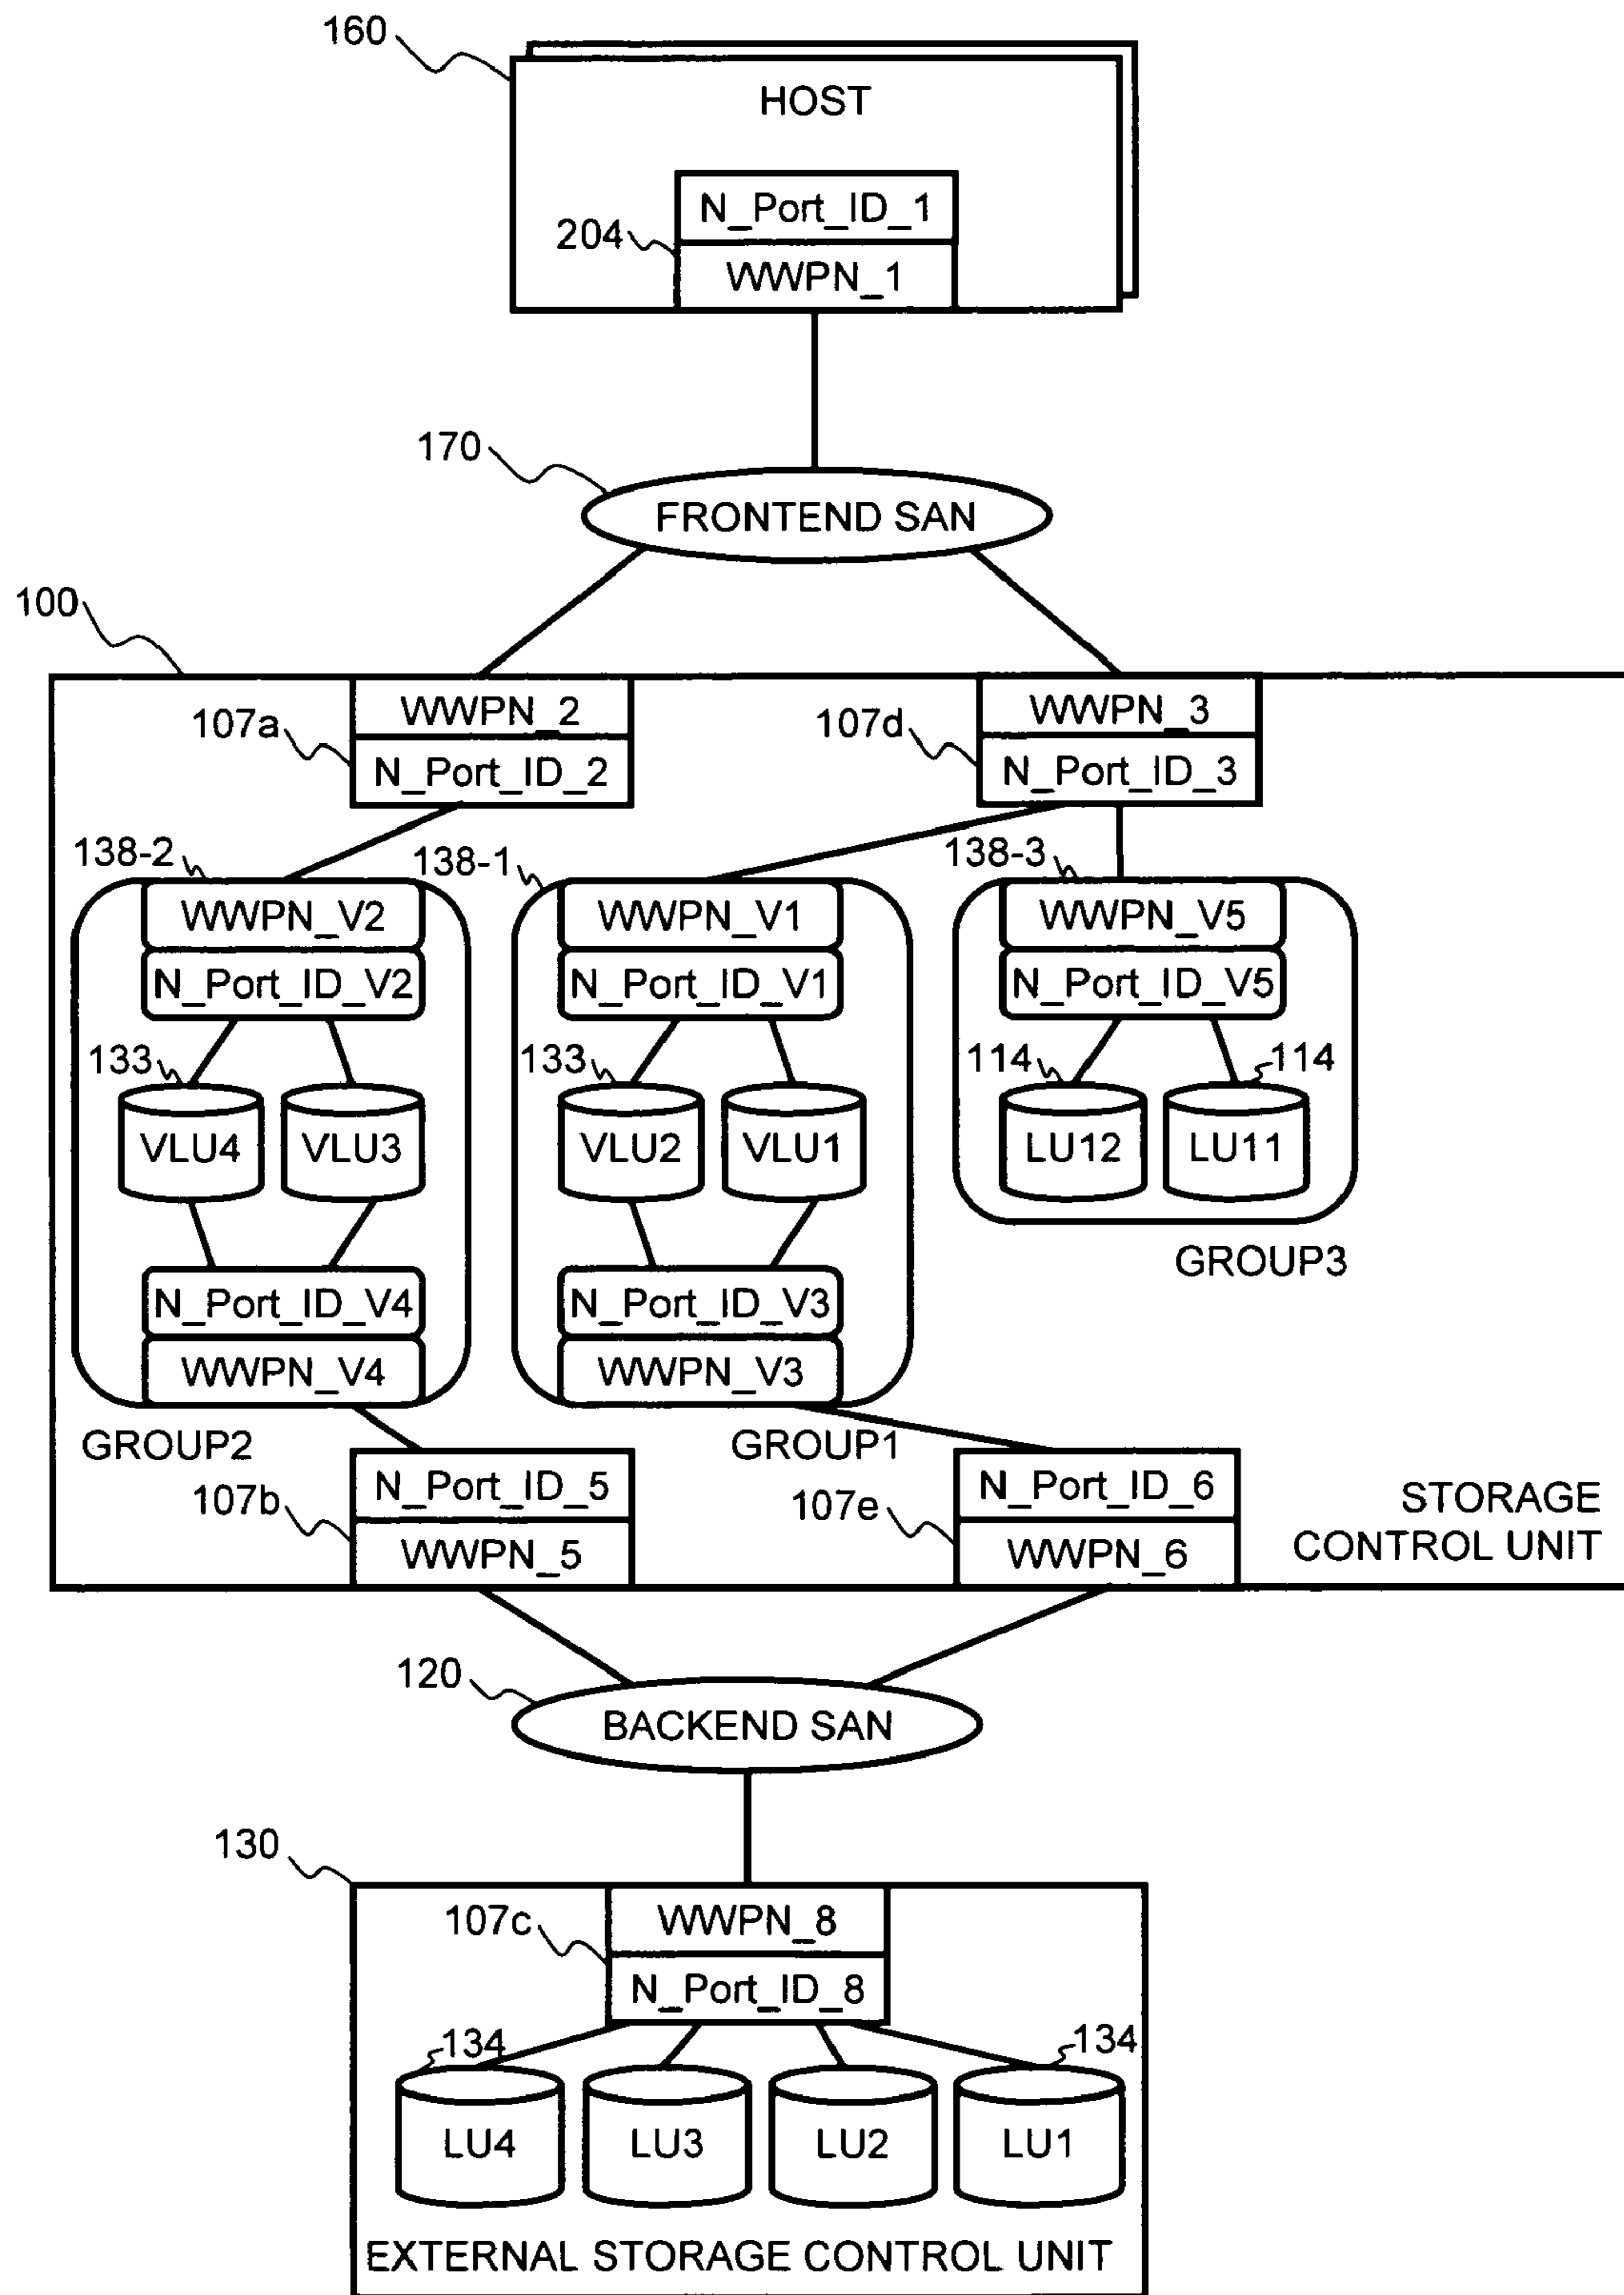 160
HOST
N_Port_ID_1
204
WWPN_1
170
FRONTEND SAN
100
WWPN_2
WWPN_3
107a
107d
N_Port_ID_2
N_Port_ID_3
138-2
138-1
138-3
WWPN_V2
WWPN_V1
WWPN_V5
N_Port_ID_V2
N_Port_ID_V1
N_Port_ID_V5
133
133
114
114
VLU4
VLU3
VLU2
VLU1
LU12
LU11
GROUP3
N_Port_ID_V4
N_Port_ID_V3
WWPN_V4
WWPN_V3
GROUP2
GROUP1
N_Port_ID_5
N_Port_ID_6
107b
107e
WWPN_5
WWPN_6
STORAGE
CONTROL UNIT
120
BACKEND SAN
130
WWPN_8
107c
N_Port_ID_8
134
134
LU4
LU3
LU2
LU1
EXTERNAL STORAGE CONTROL UNIT